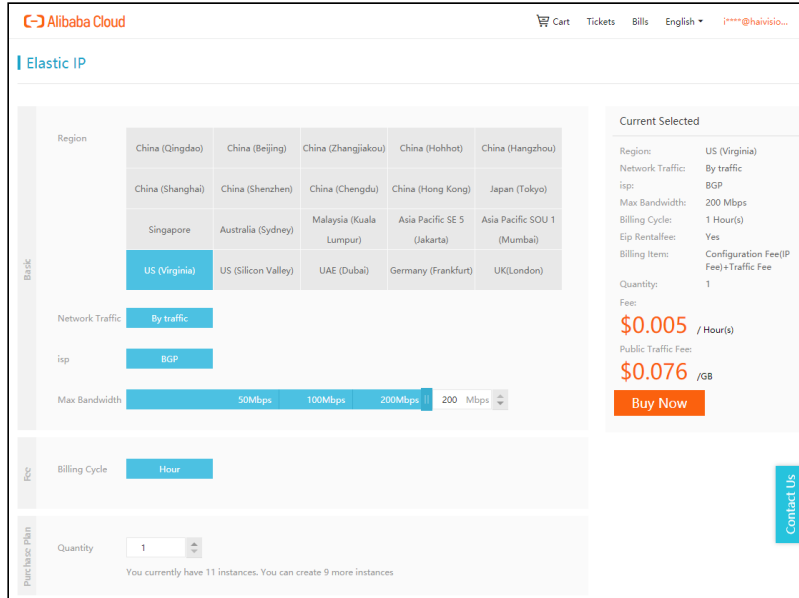 Alibaba Cloud
Cart Tickets Bills English i****@haivisio...
Elastic IP
Basic
Region
China (Qingdao) China (Beijing) China (Zhangjiakou) China (Hohhot) China (Hangzhou)
China (Shanghai) China (Shenzhen) China (Chengdu) China (Hong Kong) Japan (Tokyo)
Singapore Australia (Sydney) Malaysia (Kuala Lumpur) Asia Pacific SE 5 (Jakarta) Asia Pacific SOU 1 (Mumbai)
US (Virginia) US (Silicon Valley) UAE (Dubai) Germany (Frankfurt) UK(London)
Network Traffic By traffic
isp BGP
Max Bandwidth 50Mbps 100Mbps 200Mbps 200 Mbps
Fee
Billing Cycle Hour
Purchase Plan
Quantity 1
You currently have 11 instances. You can create 9 more instances
Current Selected
Region: US (Virginia)
Network Traffic: By traffic
isp: BGP
Max Bandwidth: 200 Mbps
Billing Cycle: 1 Hour(s)
Eip Rentalfee: Yes
Billing Item: Configuration Fee(IP
Fee)+Traffic Fee
Quantity: 1
Fee:
$0.005 / Hour(s)
Public Traffic Fee:
$0.076 /GB
Buy Now
Contact Us